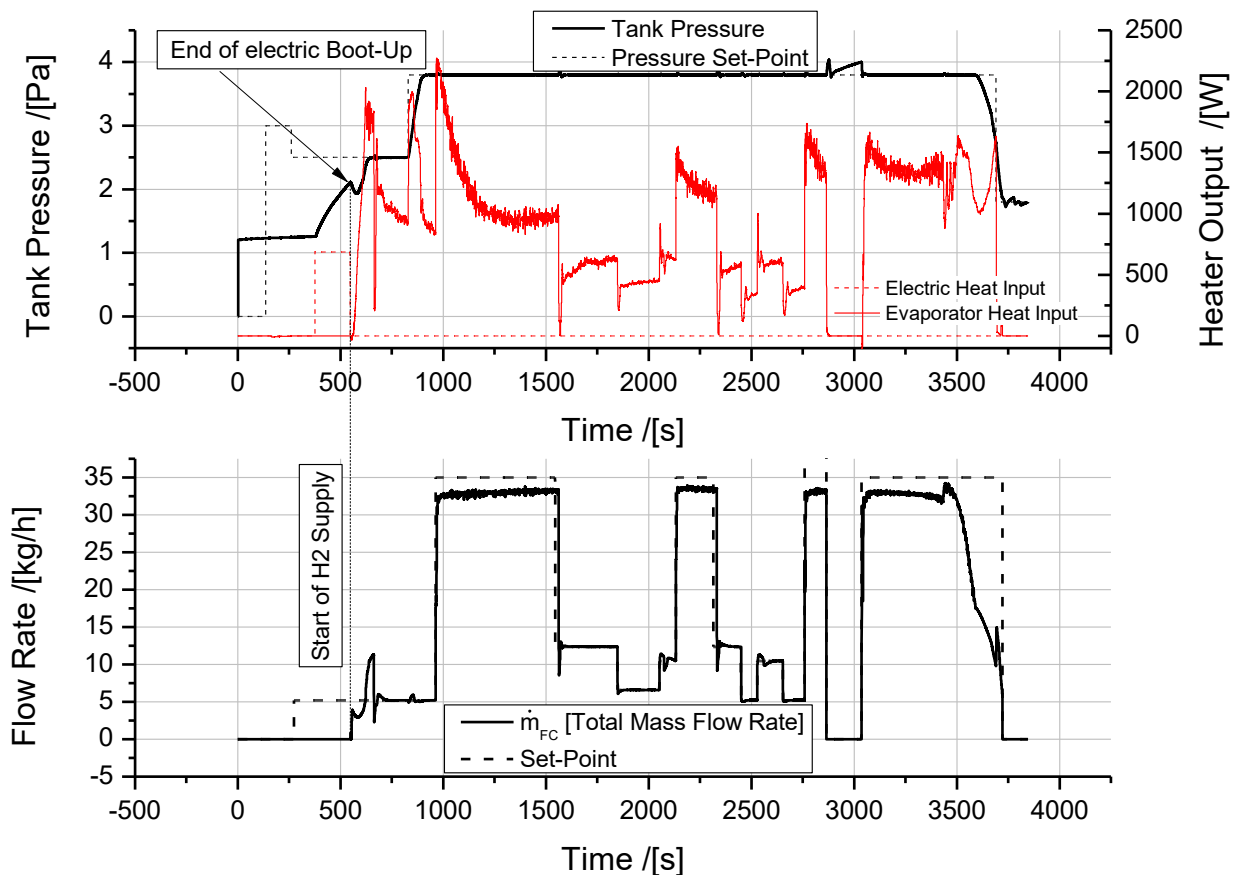 Tank Pressure
Pressure Set-Point
End of electric Boot-Up
Tank Pressure /[Pa]
4
3
2
1
0
2500
2000
1500
1000
500
0
Heater Output /[W]
Electric Heat Input
Evaporator Heat Input
-500 0 500 1000 1500 2000 2500 3000 3500 4000
Time /[s]
Start of H2 Supply
Flow Rate /[kg/h]
35
30
25
20
15
10
5
0
-5
ṁFC [Total Mass Flow Rate]
Set-Point
-500 0 500 1000 1500 2000 2500 3000 3500 4000
Time /[s]